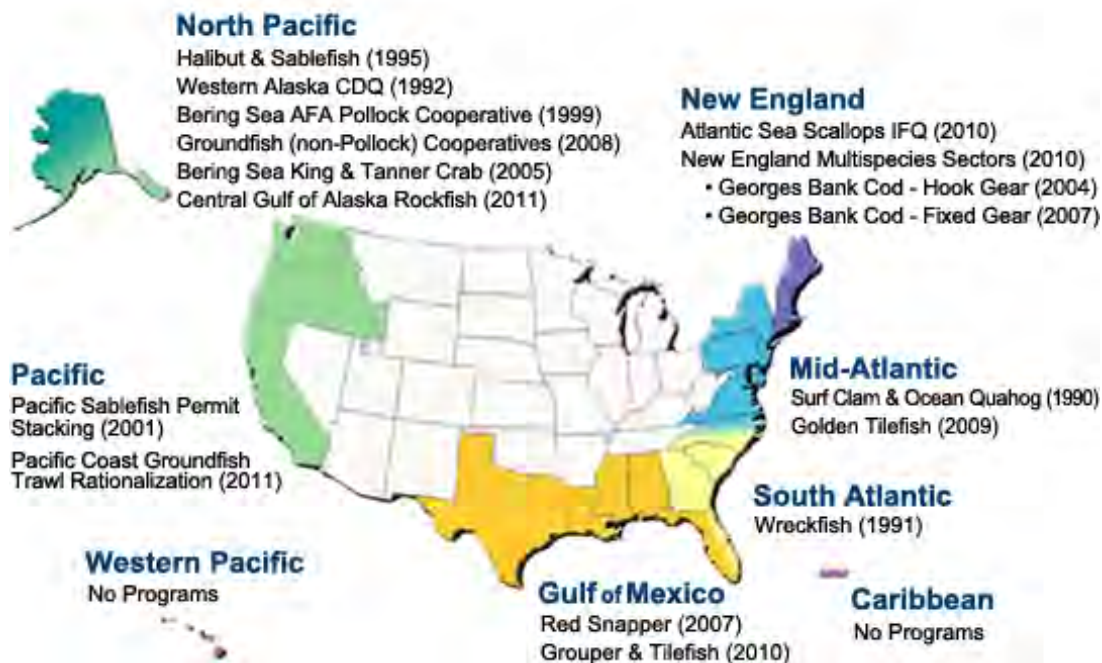 North Pacific
Halibut & Sablefish (1995)
Western Alaska CDQ (1992)
Bering Sea AFA Pollock Cooperative (1999)
Groundfish (non-Pollock) Cooperatives (2008)
Bering Sea King & Tanner Crab (2005)
Central Gulf of Alaska Rockfish (2011)
New England
Atlantic Sea Scallops IFQ (2010)
New England Multispecies Sectors (2010)
• Georges Bank Cod - Hook Gear (2004)
• Georges Bank Cod - Fixed Gear (2007)
Pacific
Pacific Sablefish Permit
Stacking (2001)
Pacific Coast Groundfish
Trawl Rationalization (2011)
Mid-Atlantic
Surf Clam & Ocean Quahog (1990)
Golden Tilefish (2009)
South Atlantic
Wreckfish (1991)
Western Pacific
No Programs
Gulf of Mexico
Red Snapper (2007)
Grouper & Tilefish (2010)
Caribbean
No Programs